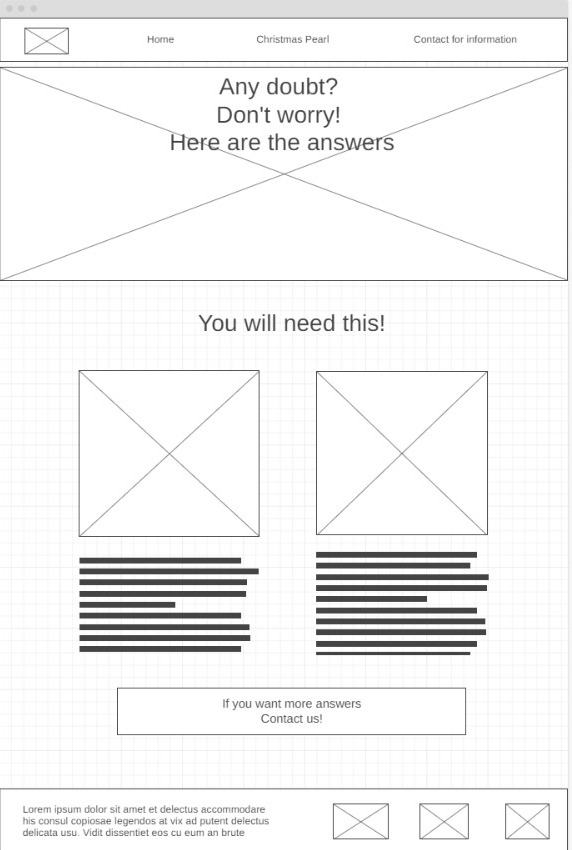 Home
Christmas Pearl
Contact for information
Any doubt?
Don't worry!
Here are the answers
You will need this!
If you want more answers
Contact us!
Lorem ipsum dolor sit amet et delectus accommodare
his consul copiosae legendos at vix ad putent delectus
delicata usu. Vidit dissentiet eos cu eum an brute